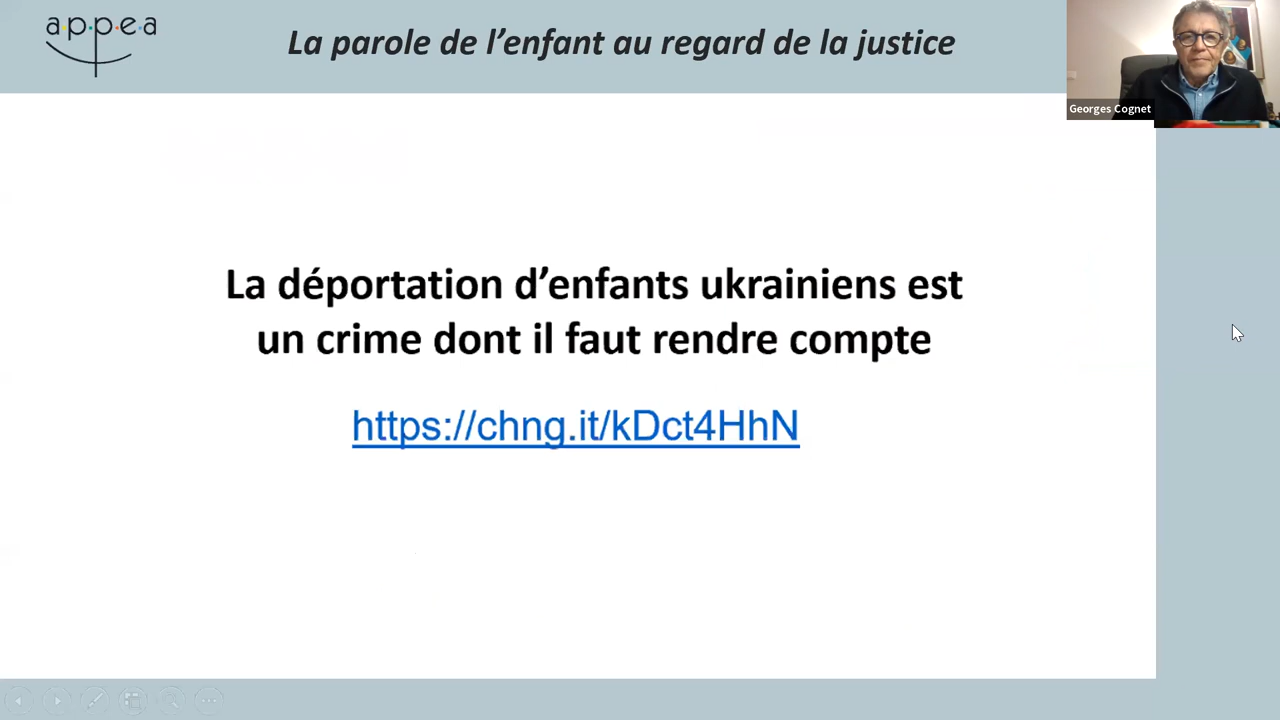 a·p·p·e·a
La parole de l’enfant au regard de la justice
Georges Cognet
La déportation d’enfants ukrainiens est
un crime dont il faut rendre compte
https://chng.it/kDct4HhN